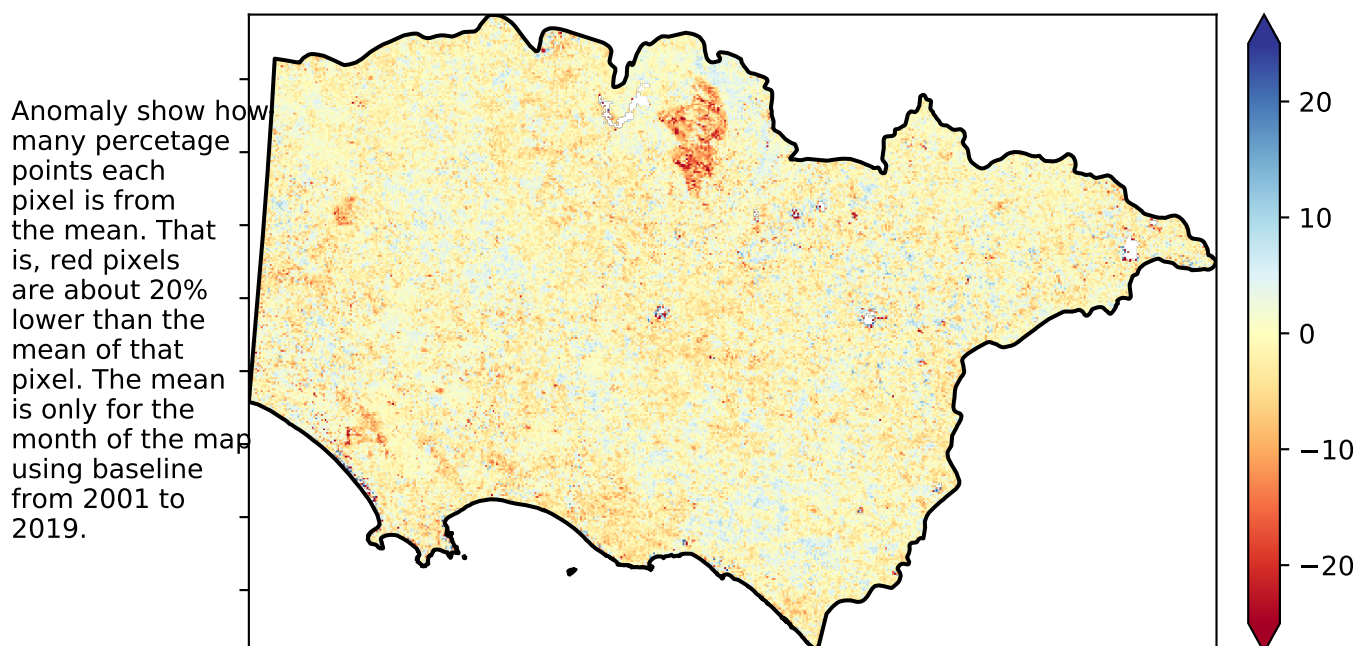 Anomaly show how
many percetage
points each
pixel is from
the mean. That
is, red pixels
are about 20%
lower than the
mean of that
pixel. The mean
is only for the
month of the map
using baseline
from 2001 to
2019.
20
10
0
−10
−20